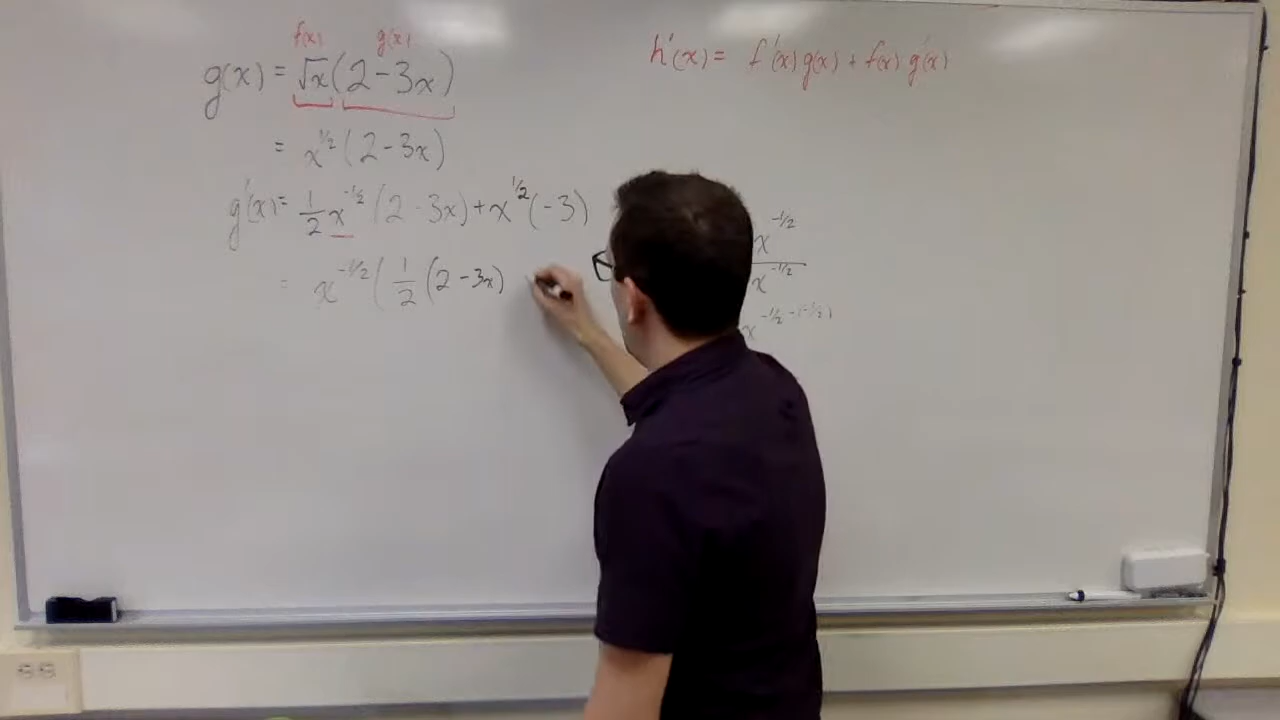 f(x) g(x)
g(x) = √x(2-3x)
= x^1/2 (2-3x)
g'(x)= 1/2 x^-1/2 (2-3x)+x^1/2(-3)
= x^-1/2 (1/2 (2-3x)
h'(x)= f'(x)g(x)+f(x)g'(x)
x^-1/2
x^-1/2
x^-1/2-(-1/2)